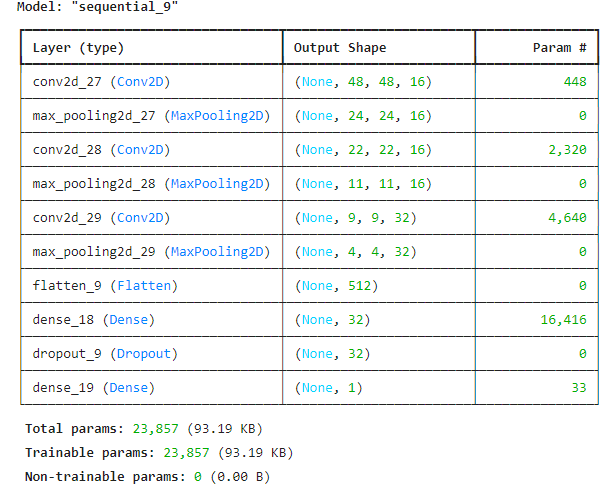 Model: "sequential_9"
Layer (type) Output Shape Param #
conv2d_27 (Conv2D) (None, 48, 48, 16) 448
max_pooling2d_27 (MaxPooling2D) (None, 24, 24, 16) 0
conv2d_28 (Conv2D) (None, 22, 22, 16) 2,320
max_pooling2d_28 (MaxPooling2D) (None, 11, 11, 16) 0
conv2d_29 (Conv2D) (None, 9, 9, 32) 4,640
max_pooling2d_29 (MaxPooling2D) (None, 4, 4, 32) 0
flatten_9 (Flatten) (None, 512) 0
dense_18 (Dense) (None, 32) 16,416
dropout_9 (Dropout) (None, 32) 0
dense_19 (Dense) (None, 1) 33
Total params: 23,857 (93.19 KB)
Trainable params: 23,857 (93.19 KB)
Non-trainable params: 0 (0.00 B)